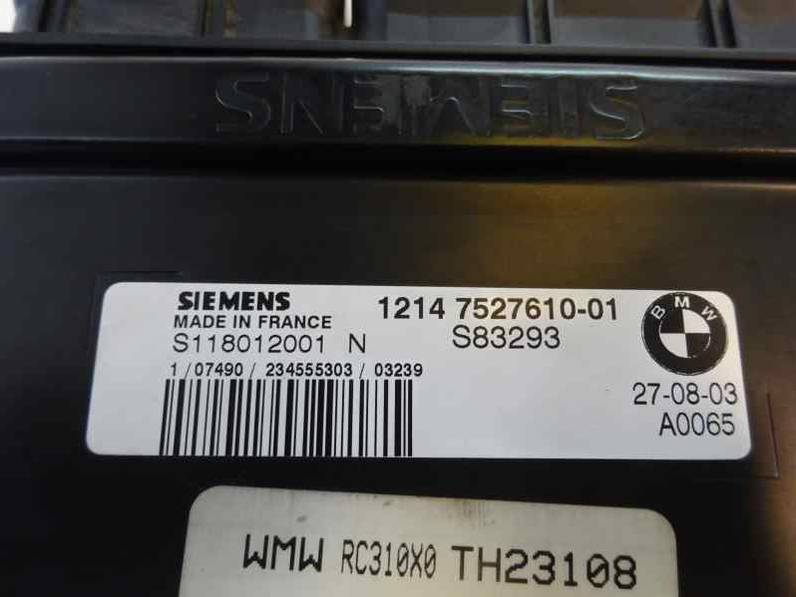 SIEMENS
SIEMENS
MADE IN FRANCE
S118012001 N
1214 7527610-01
S83293
BMW
27-08-03
A0065
1/07490/234555303/03239
WMW RC310X0 TH23108